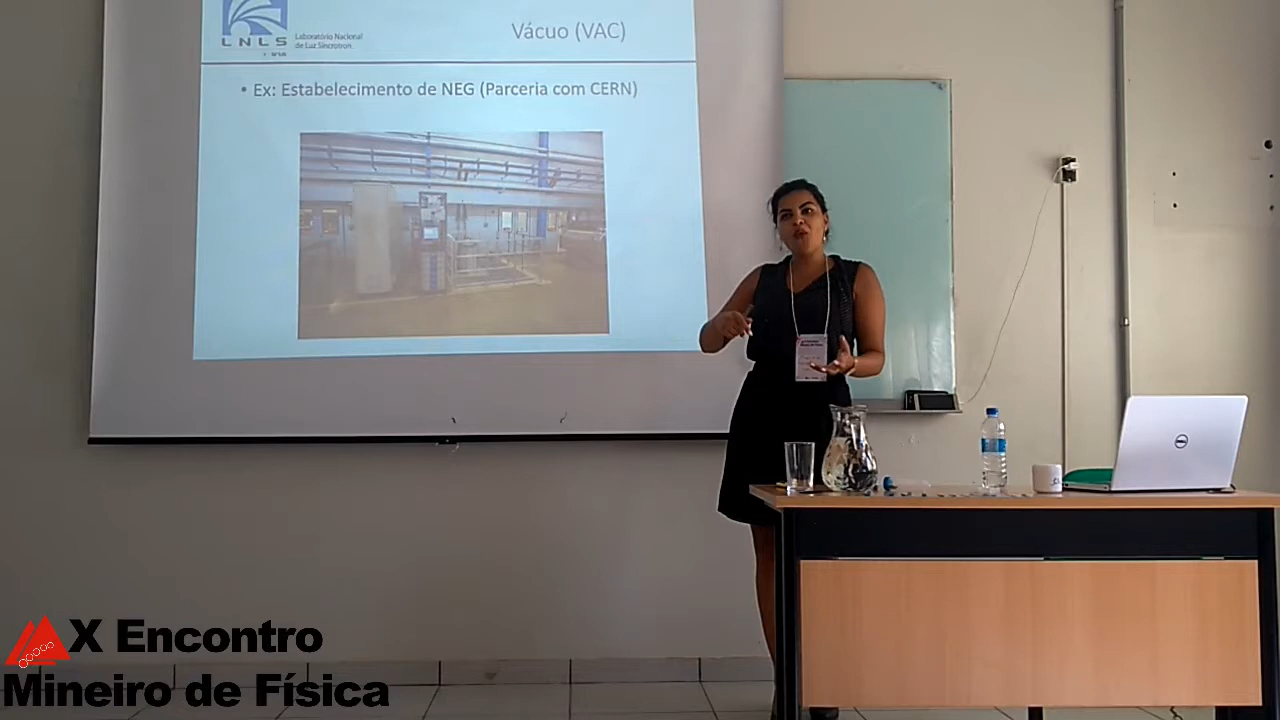 LNLS
Laboratório Nacional
de Luz Síncrotron
Vácuo (VAC)
• Ex: Estabelecimento de NEG (Parceria com CERN)
DELL
X Encontro
Mineiro de Física